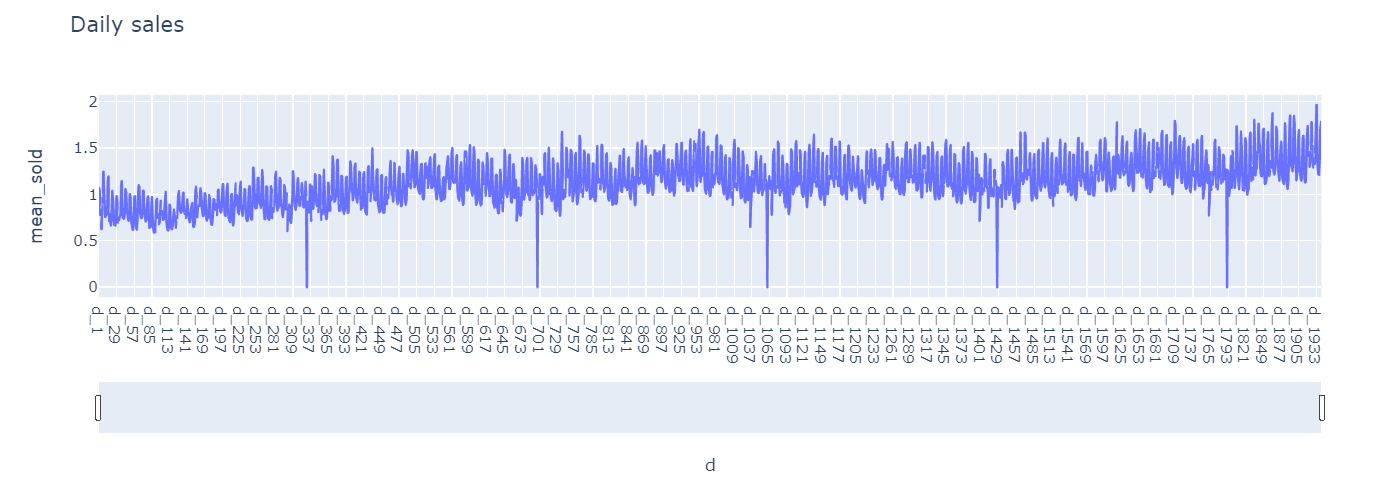 Daily sales
mean_sold
2
1.5
1
0.5
0
d_1
d_29
d_57
d_85
d_113
d_141
d_169
d_197
d_225
d_253
d_281
d_309
d_337
d_365
d_393
d_421
d_449
d_477
d_505
d_533
d_561
d_589
d_617
d_645
d_673
d_701
d_729
d_757
d_785
d_813
d_841
d_869
d_897
d_925
d_953
d_981
d_1009
d_1037
d_1065
d_1093
d_1121
d_1149
d_1177
d_1205
d_1233
d_1261
d_1289
d_1317
d_1345
d_1373
d_1401
d_1429
d_1457
d_1485
d_1513
d_1541
d_1569
d_1597
d_1625
d_1653
d_1681
d_1709
d_1737
d_1765
d_1793
d_1821
d_1849
d_1877
d_1905
d_1933
d